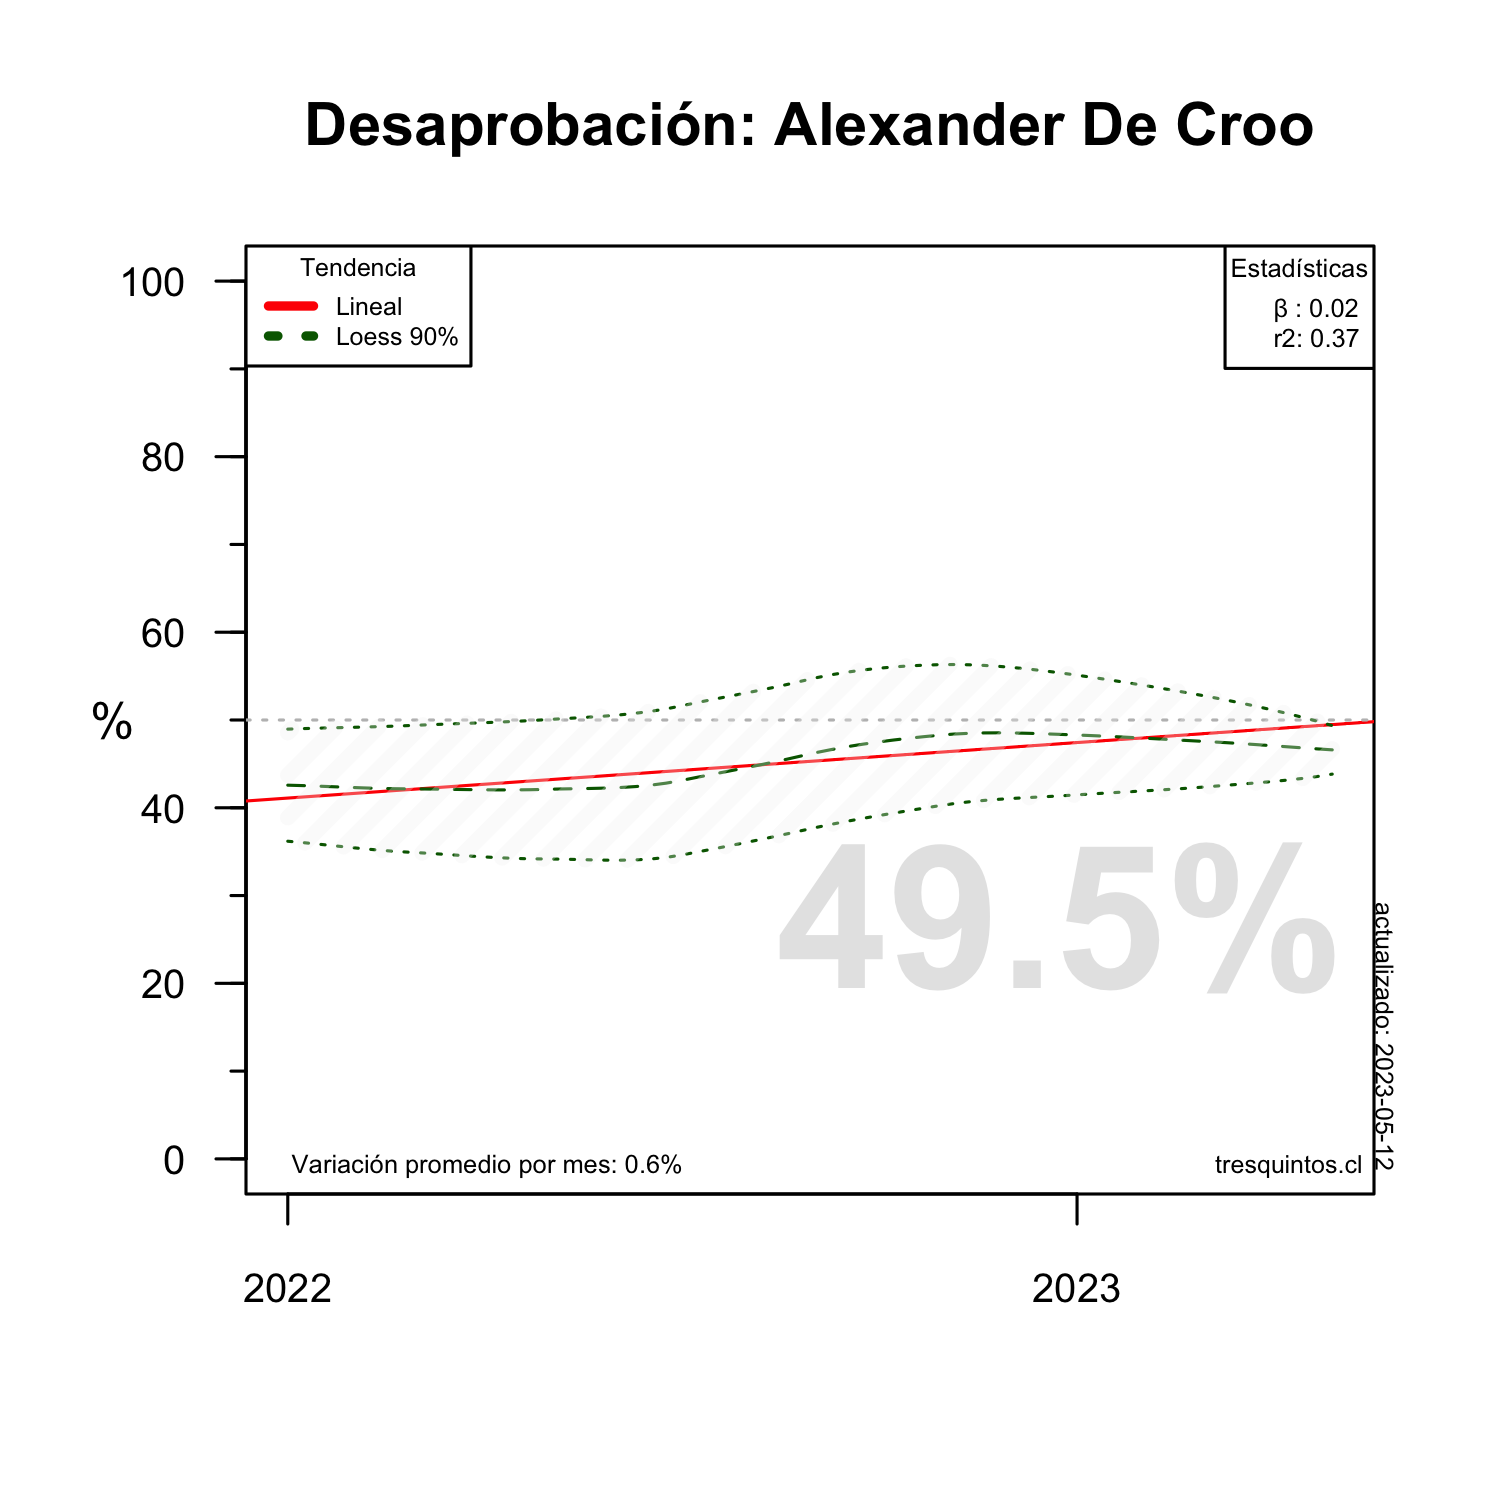 Desaprobación: Alexander De Croo
Tendencia
Lineal
Loess 90%
Estadísticas
β : 0.02
r2: 0.37
100
80
60
%
40
20
0
49.5%
actualizado: 2023-05-12
Variación promedio por mes: 0.6%
tresquintos.cl
2022
2023